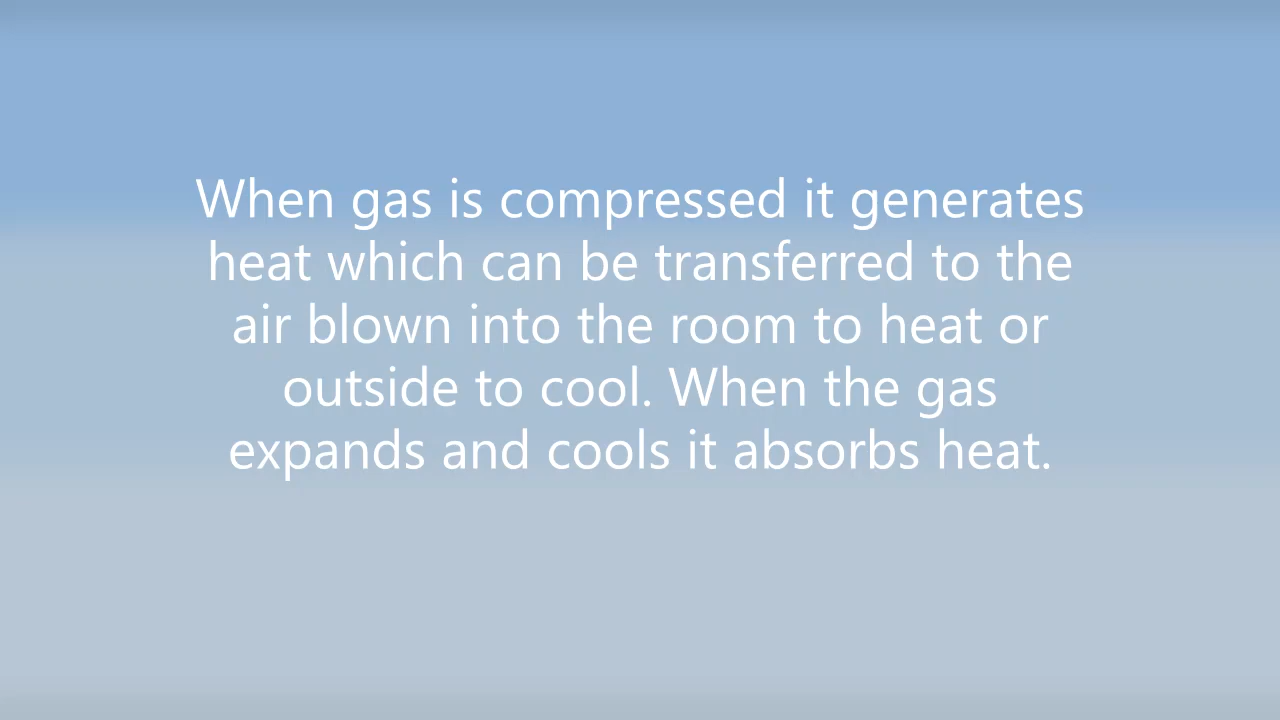 When gas is compressed it generates
heat which can be transferred to the
air blown into the room to heat or
outside to cool. When the gas
expands and cools it absorbs heat.